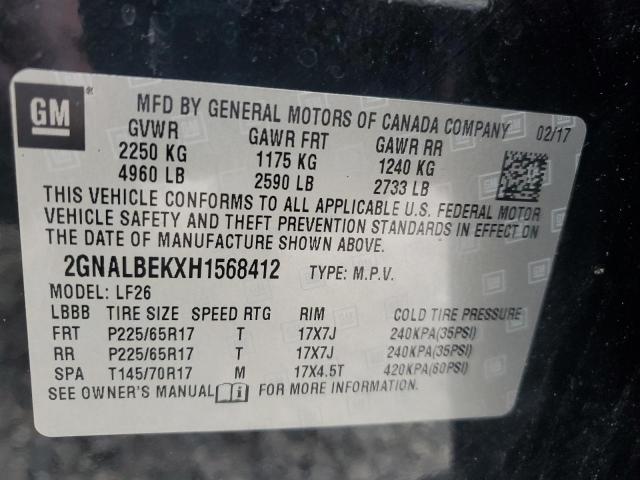 GM ®
MFD BY GENERAL MOTORS OF CANADA COMPANY 02/17
GVWR GAWR FRT GAWR RR
2250 KG 1175 KG 1240 KG
4960 LB 2590 LB 2733 LB
THIS VEHICLE CONFORMS TO ALL APPLICABLE U.S. FEDERAL MOTOR
VEHICLE SAFETY AND THEFT PREVENTION STANDARDS IN EFFECT ON
THE DATE OF MANUFACTURE SHOWN ABOVE.
2GNALBEKXH1568412 TYPE: M.P.V.
MODEL: LF26
LBBB TIRE SIZE SPEED RTG RIM COLD TIRE PRESSURE
FRT P225/65R17 T 17X7J 240KPA(35PSI)
RR P225/65R17 T 17X7J 240KPA(35PSI)
SPA T145/70R17 M 17X4.5T 420KPA(60PSI)
SEE OWNER'S MANUAL i FOR MORE INFORMATION.